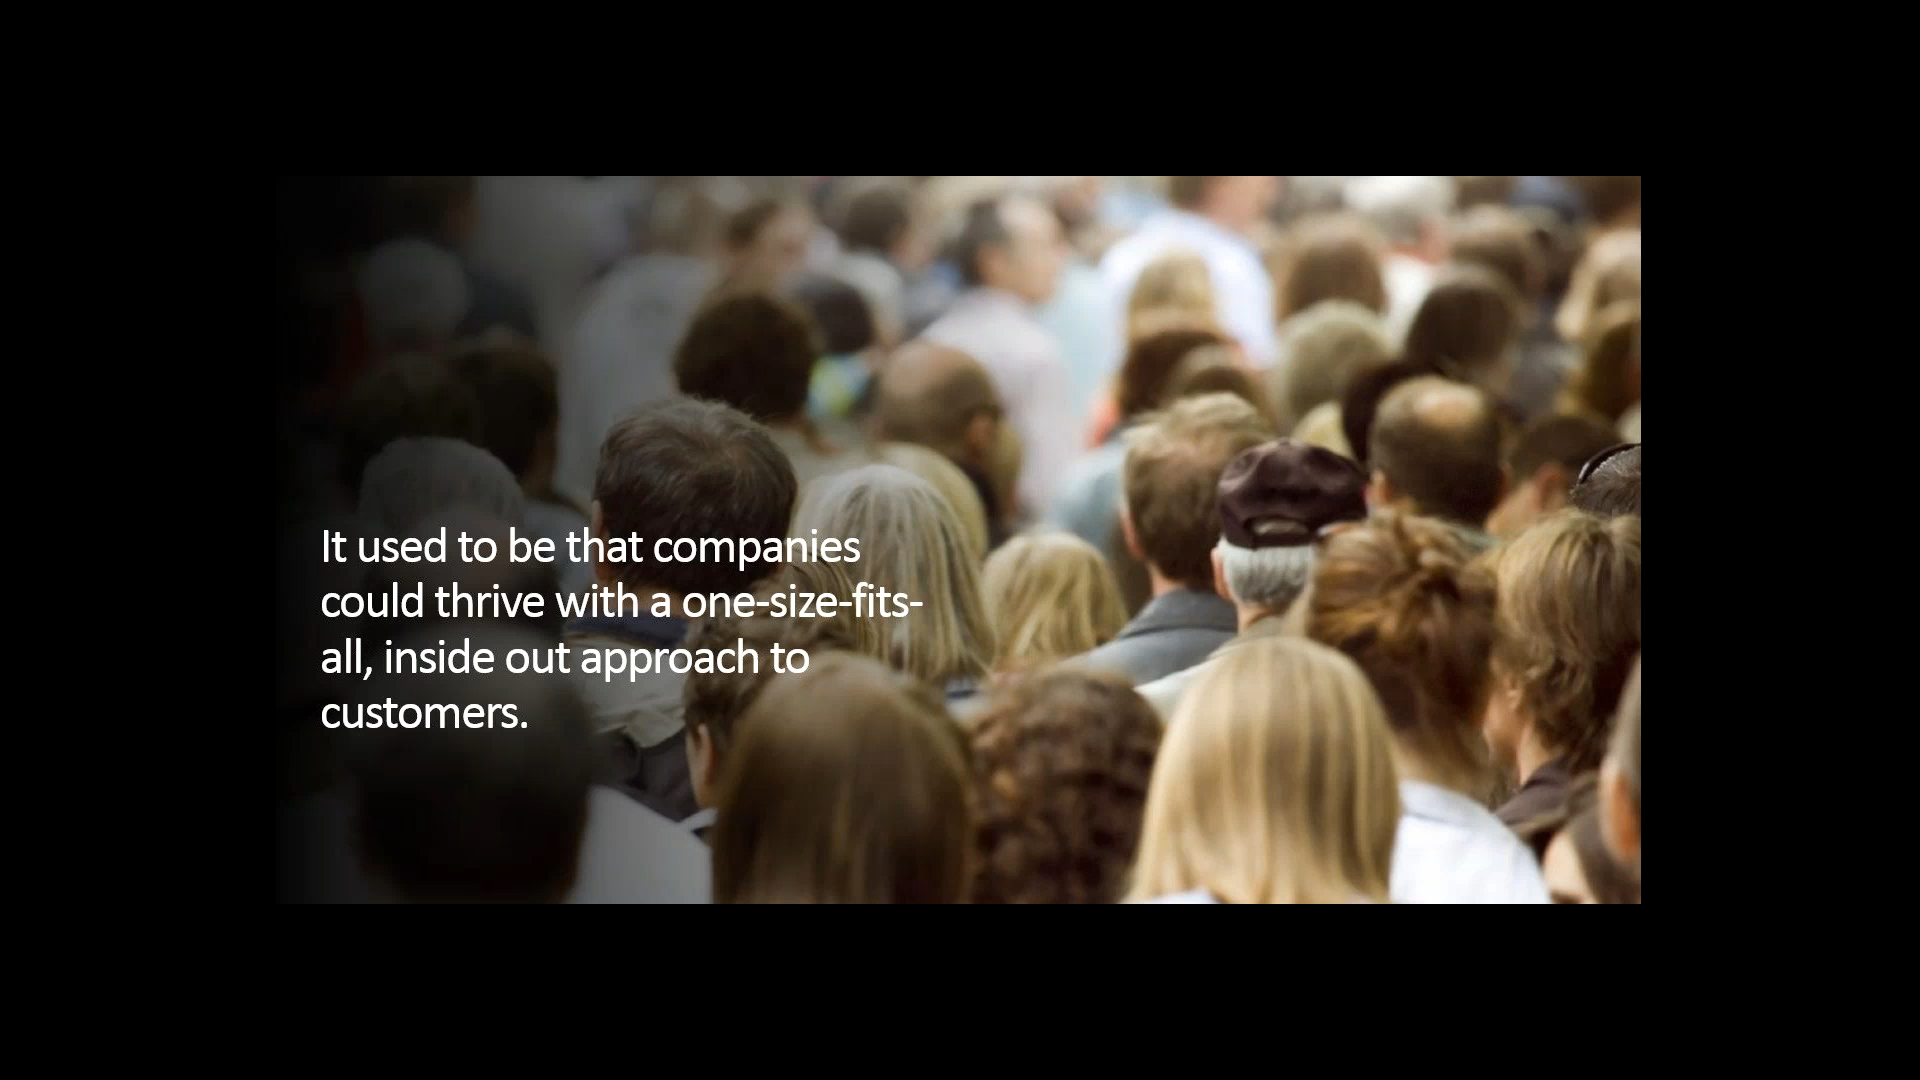 It used to be that companies
could thrive with a one-size-fits-
all, inside out approach to
customers.